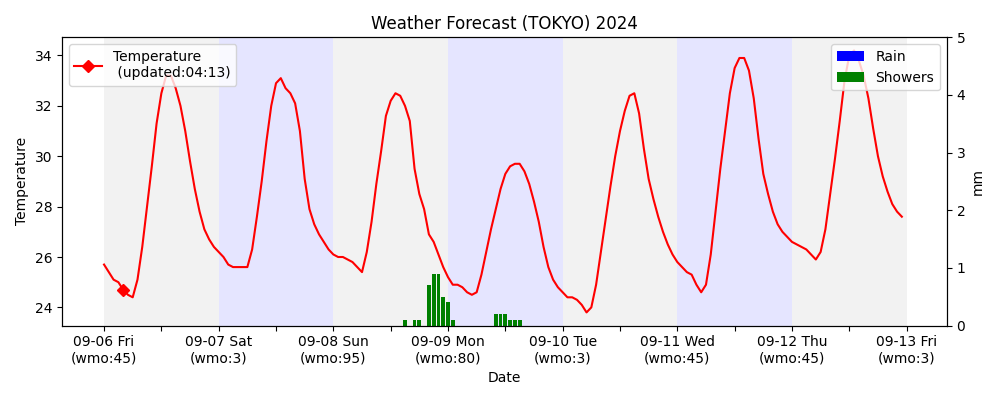 Weather Forecast (TOKYO) 2024
Temperature
(updated:04:13)
Rain
Showers
34
32
30
28
26
24
Temperature
5
4
3
2
1
0
mm
09-06 Fri
(wmo:45)
09-07 Sat
(wmo:3)
09-08 Sun
(wmo:95)
09-09 Mon
(wmo:80)
09-10 Tue
(wmo:3)
09-11 Wed
(wmo:45)
09-12 Thu
(wmo:45)
09-13 Fri
(wmo:3)
Date